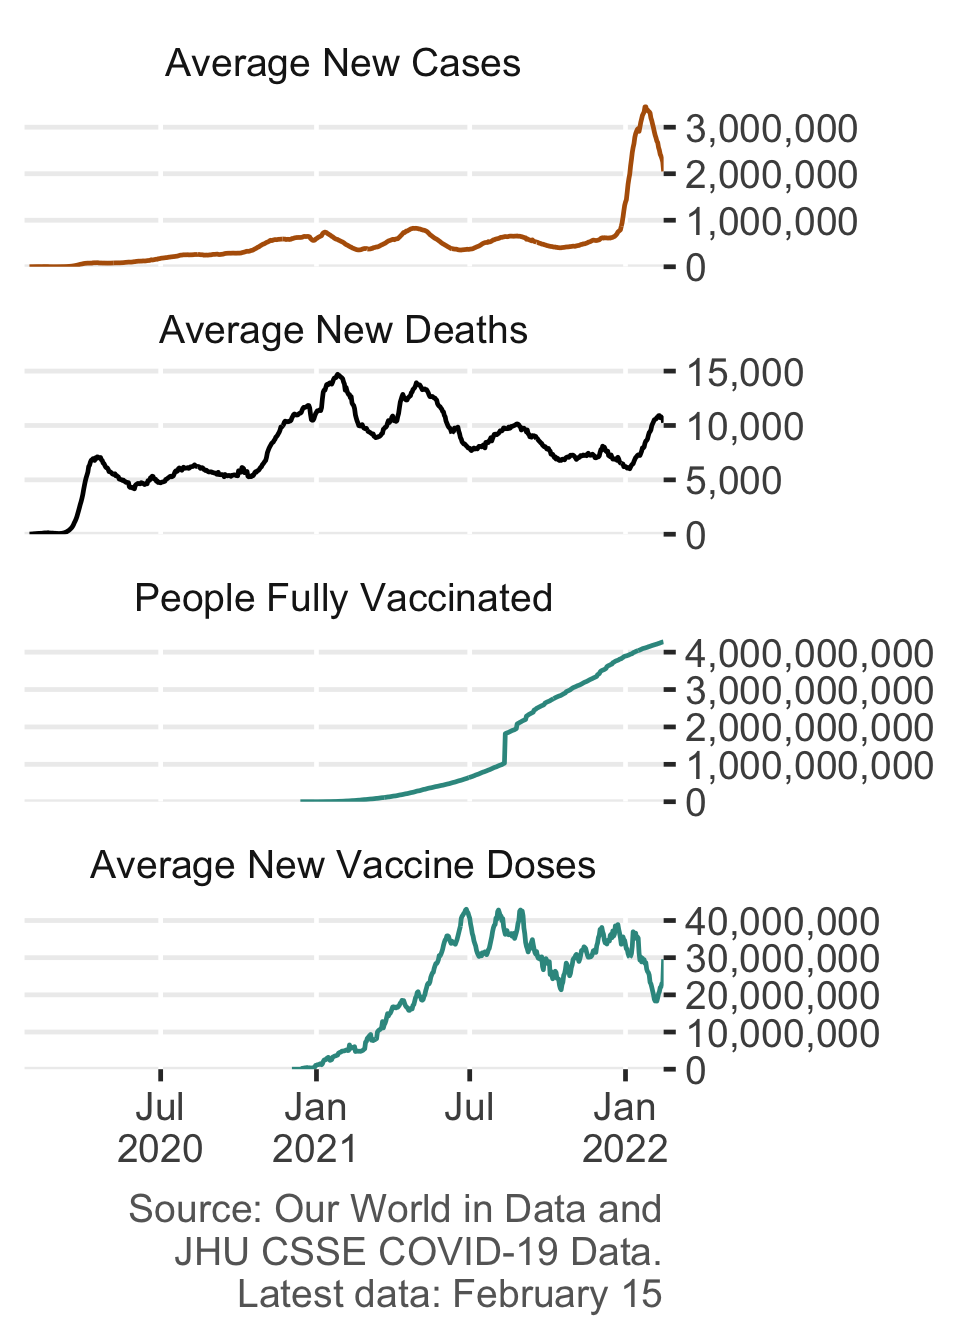 Average New Cases
3,000,000
2,000,000
1,000,000
0
Average New Deaths
15,000
10,000
5,000
0
People Fully Vaccinated
4,000,000,000
3,000,000,000
2,000,000,000
1,000,000,000
0
Average New Vaccine Doses
40,000,000
30,000,000
20,000,000
10,000,000
0
Jul Jan Jul Jan
2020 2021 2022
Source: Our World in Data and
JHU CSSE COVID-19 Data.
Latest data: February 15